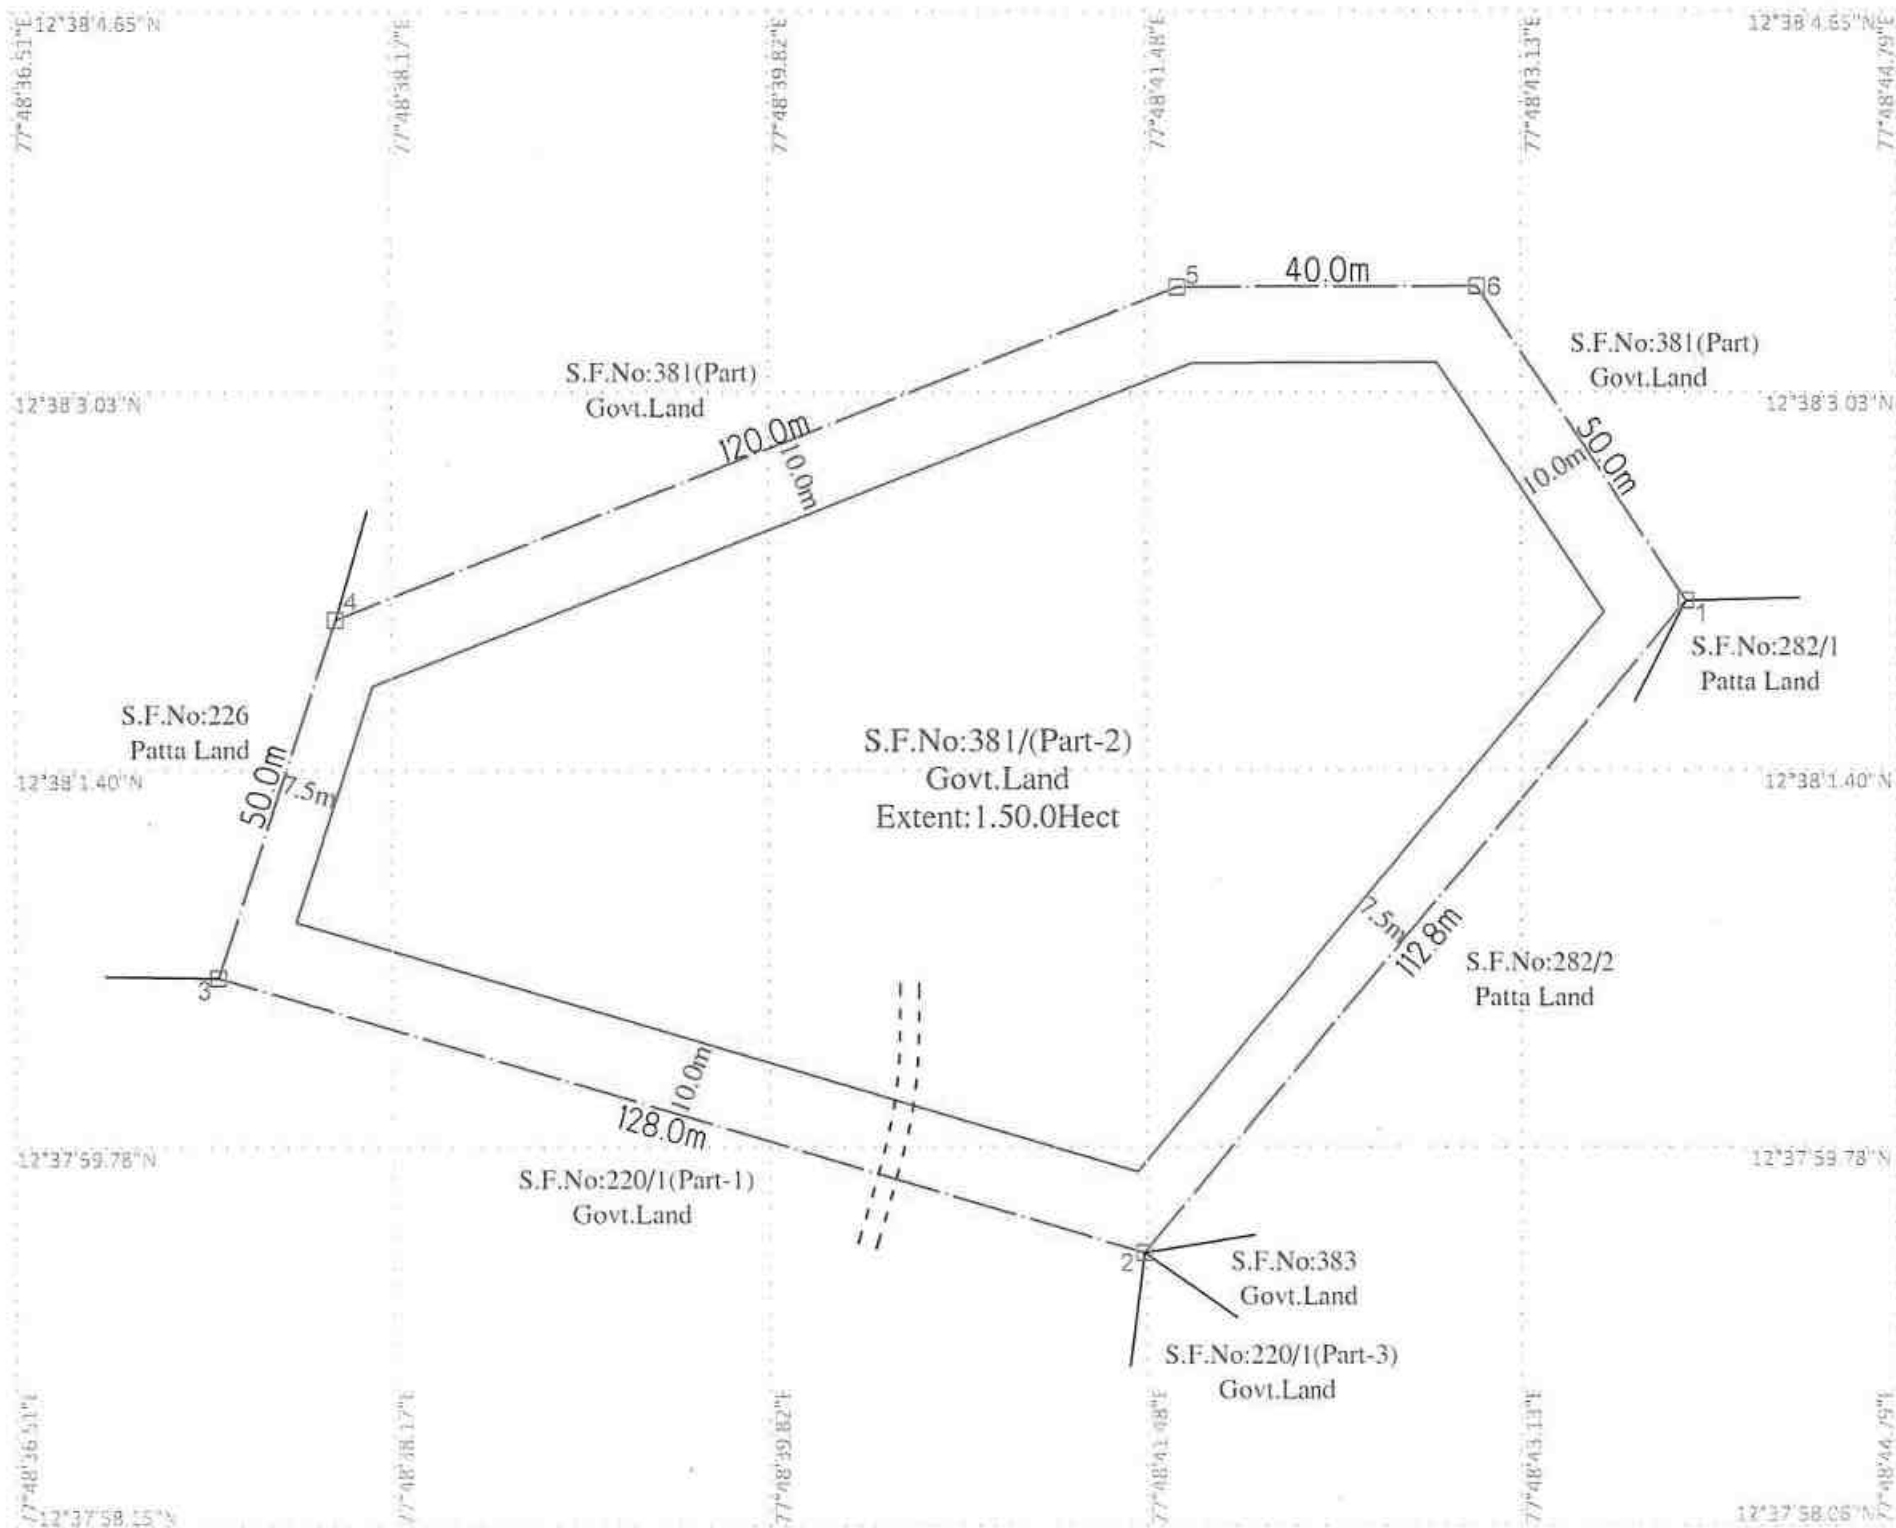 12°38'4.65"N
12°38'4.65"N
77°48'36.51"E
77°48'38.17"E
77°48'39.82"E
77°48'41.48"E
77°48'43.13"E
77°48'44.79"E
5
40.0m
6
S.F.No:381(Part)
Govt.Land
S.F.No:381(Part)
Govt.Land
12°38'3.03"N
12°38'3.03"N
120.0m
10.0m
50.0m
10.0m
4
1
S.F.No:282/1
Patta Land
S.F.No:226
Patta Land
S.F.No:381/(Part-2)
Govt.Land
Extent:1.50.0Hect
12°38'1.40"N
12°38'1.40"N
50.0m
7.5m
7.5m
112.8m
S.F.No:282/2
Patta Land
3
10.0m
128.0m
12°37'59.78"N
12°37'59.78"N
S.F.No:220/1(Part-1)
Govt.Land
2
S.F.No:383
Govt.Land
S.F.No:220/1(Part-3)
Govt.Land
77°48'36.51"E
77°48'38.17"E
77°48'39.82"E
77°48'41.48"E
77°48'43.13"E
77°48'44.79"E
12°37'58.15"N
12°37'58.06"N